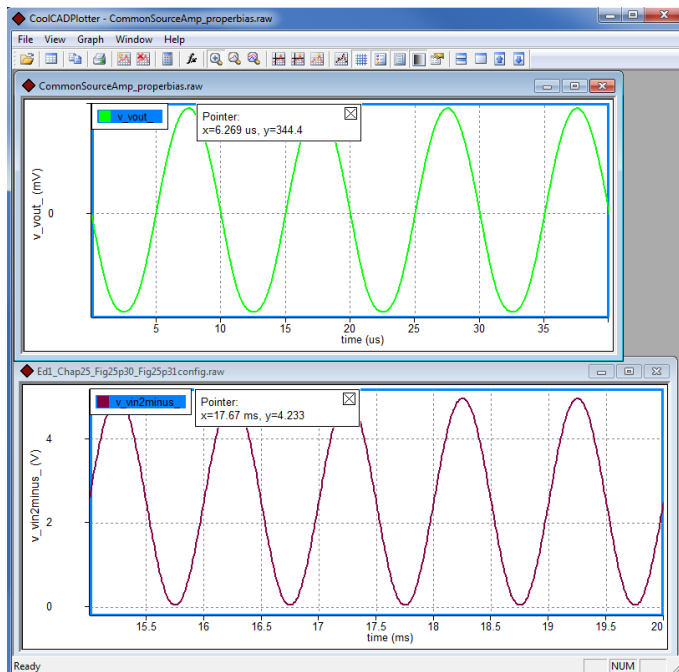 CoolCADPlotter - CommonSourceAmp_properbias.raw
File View Graph Window Help
fx
CommonSourceAmp_properbias.raw
v_vout_
Pointer:
x=6.269 us, y=344.4
v_vout_ (mV)
0
5 10 15 20 25 30 35
time (us)
Ed1_Chap25_Fig25p30_Fig25p31config.raw
v_vin2minus_
Pointer:
x=17.67 ms, y=4.233
v_vin2minus_ (V)
4
2
0
15.5 16 16.5 17 17.5 18 18.5 19 19.5 20
time (ms)
Ready
NUM